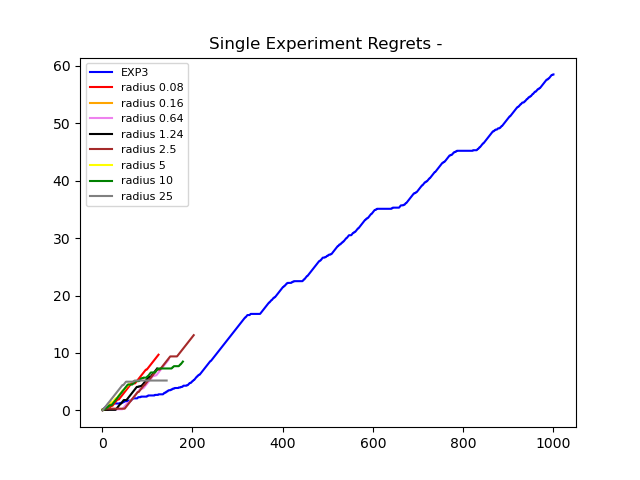 Single Experiment Regrets -
EXP3
radius 0.08
radius 0.16
radius 0.64
radius 1.24
radius 2.5
radius 5
radius 10
radius 25
60
50
40
30
20
10
0
0 200 400 600 800 1000